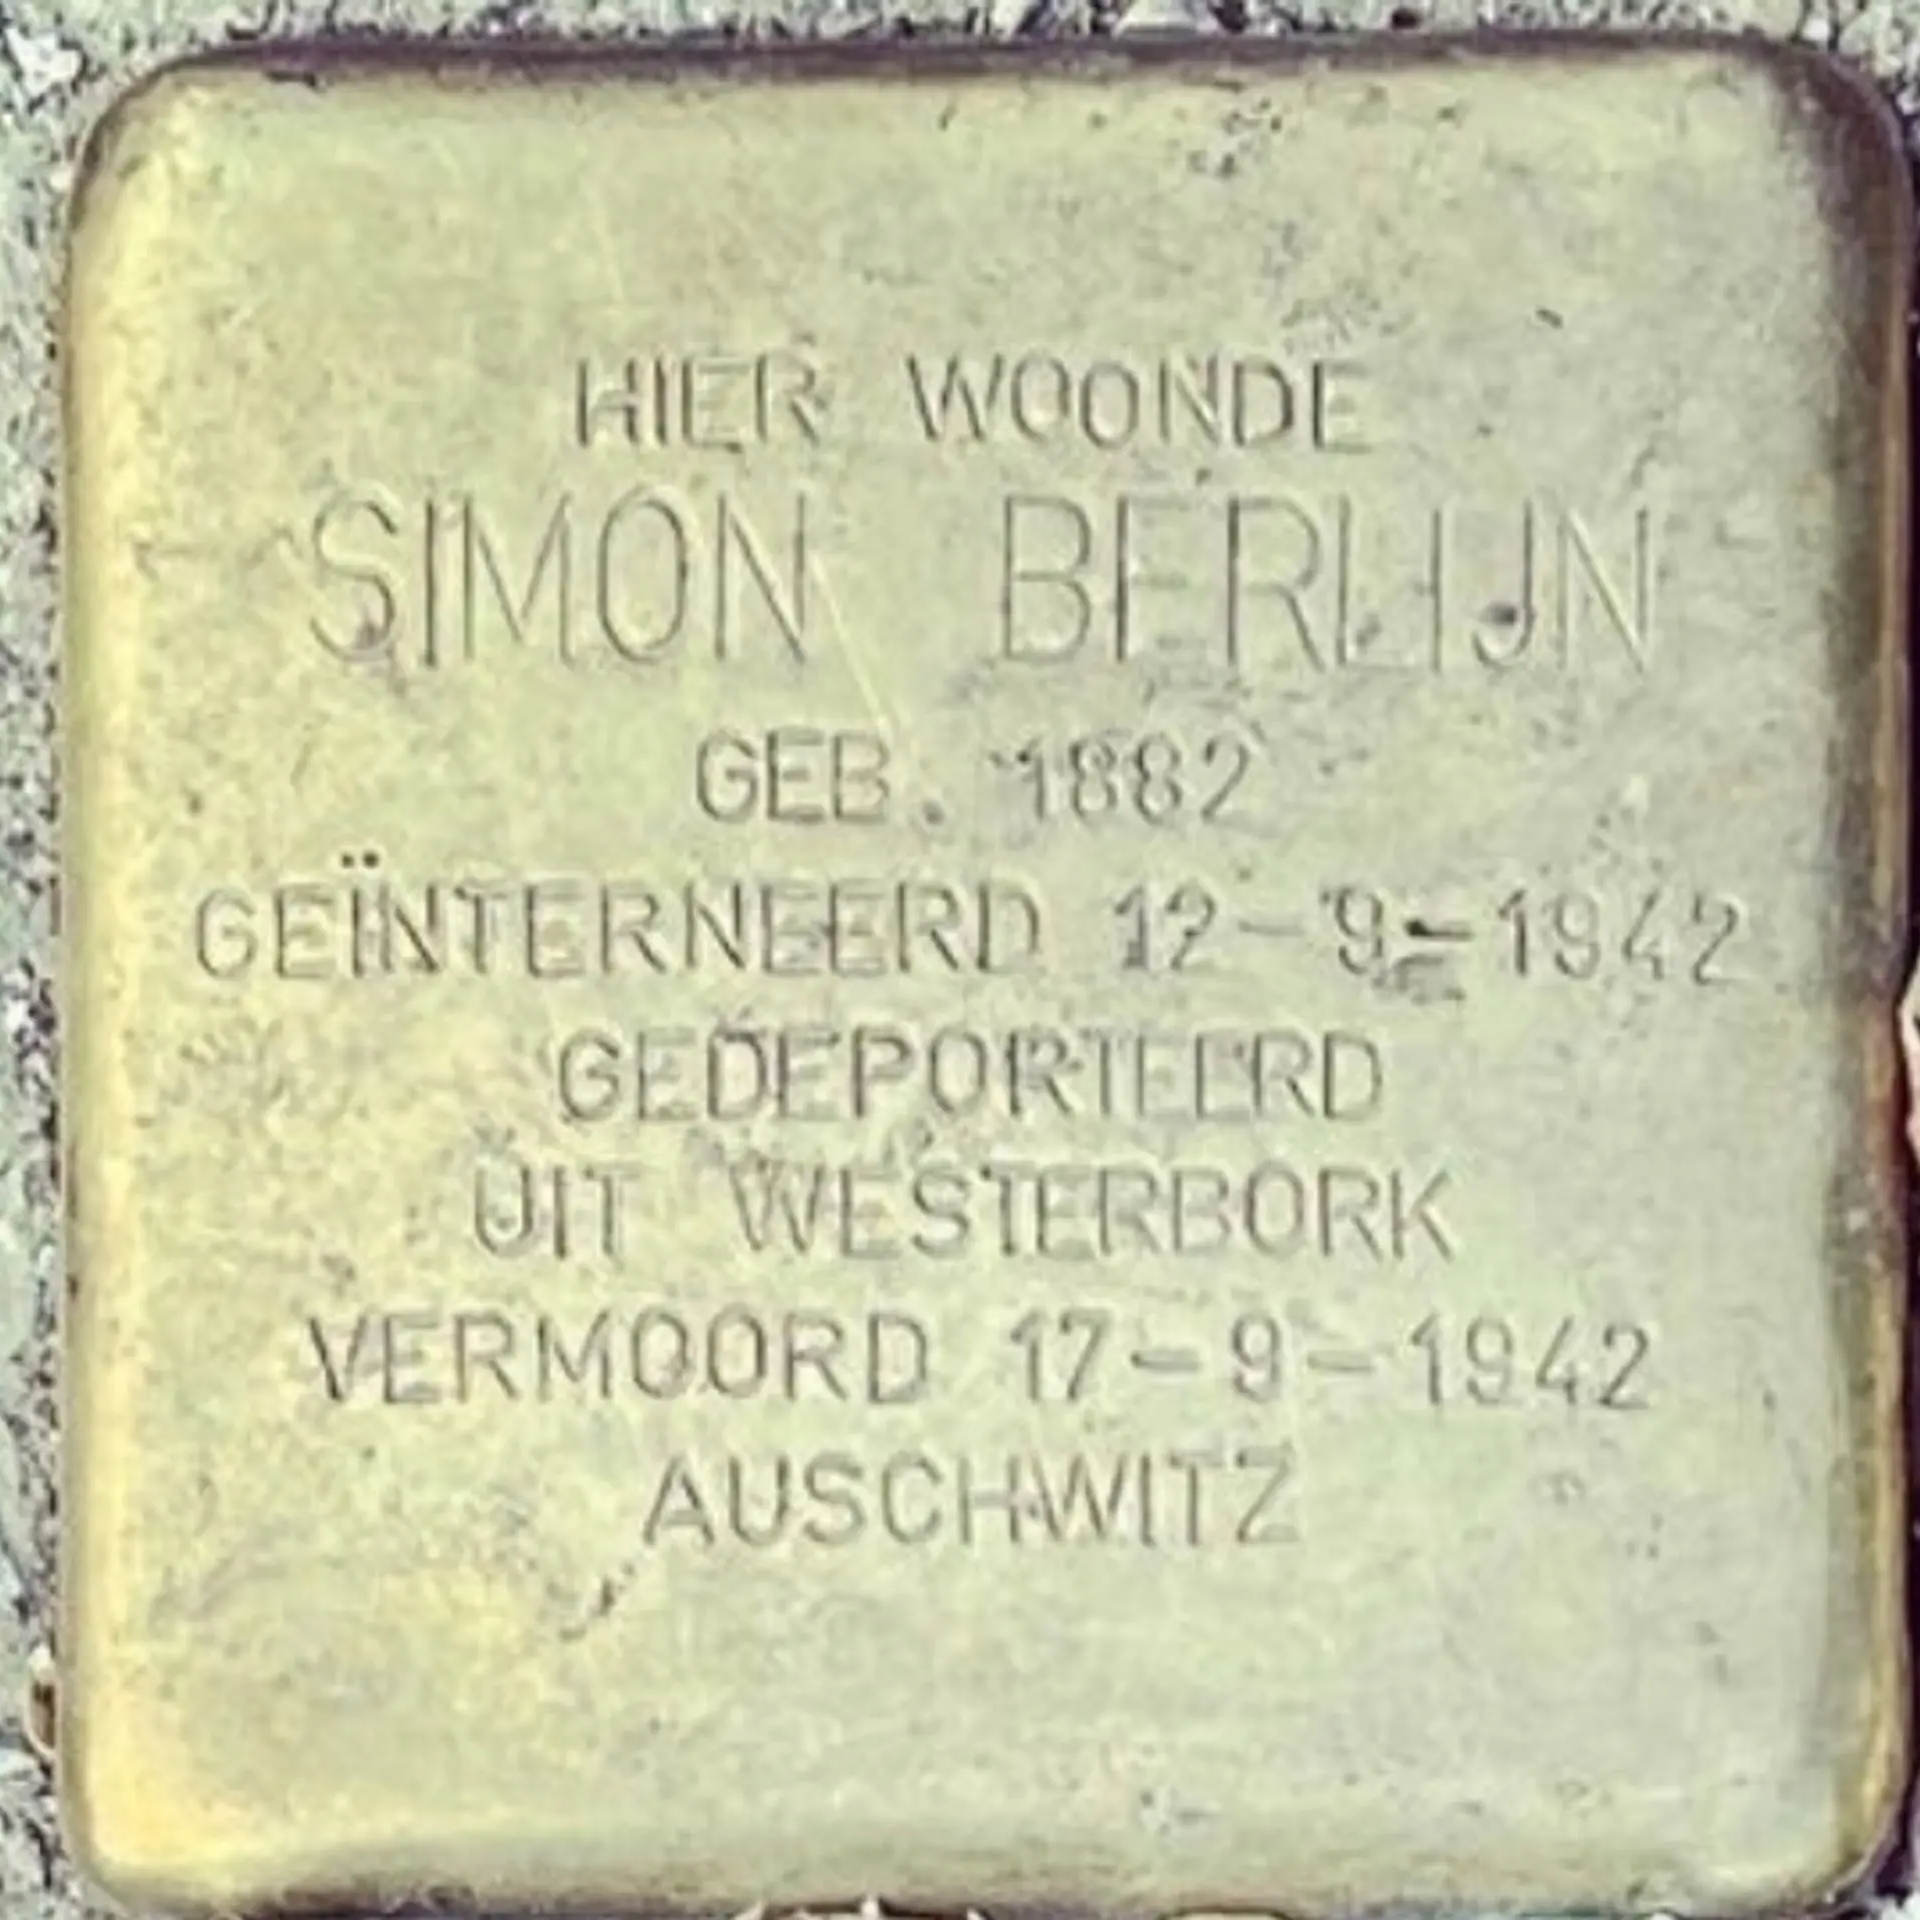 HIER WOONDE
SIMON BERLIJN
GEB. 1882
GEÏNTERNEERD 12-9-1942
GEDEPORTEERD
UIT WESTERBORK
VERMOORD 17-9-1942
AUSCHWITZ